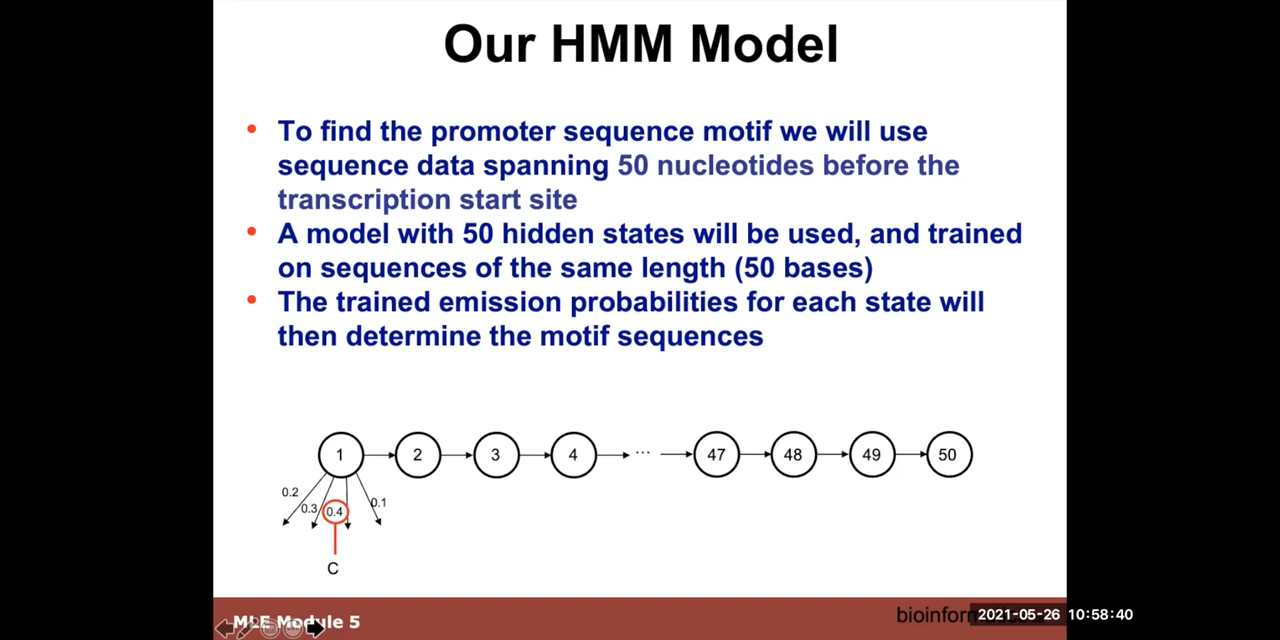 Our HMM Model
• To find the promoter sequence motif we will use
sequence data spanning 50 nucleotides before the
transcription start site
• A model with 50 hidden states will be used, and trained
on sequences of the same length (50 bases)
• The trained emission probabilities for each state will
then determine the motif sequences
1 2 3 4 ... 47 48 49 50
0.2 0.3 0.4 0.1
C
MLE Module 5
2021-05-26 10:58:40